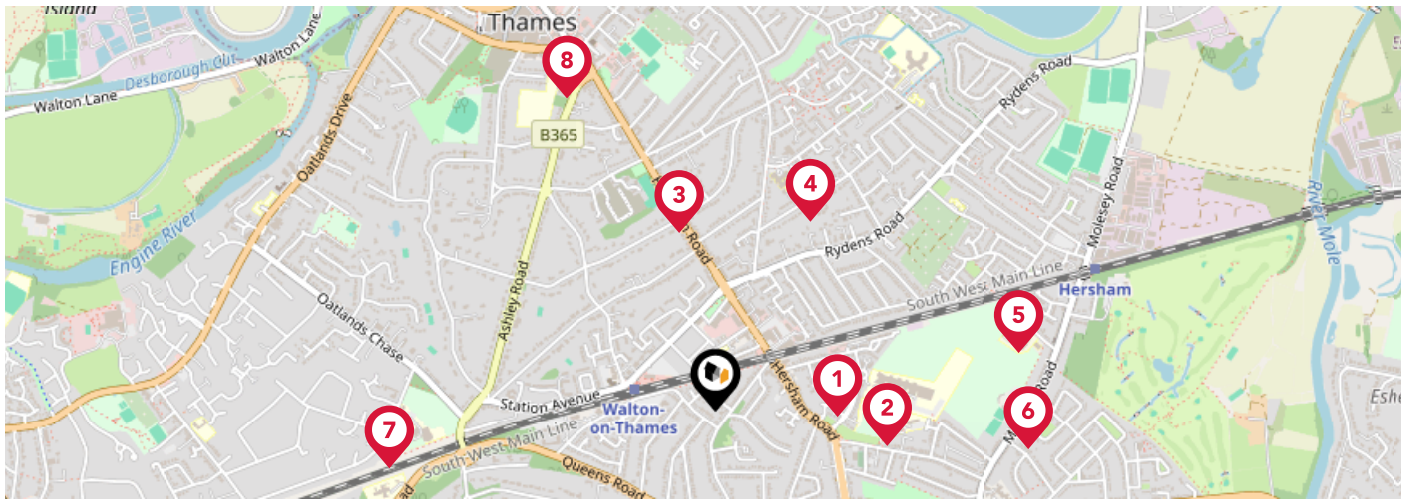 Island
Thames
Walton Lane
Desborough Cut
Walton Lane
8
B365
Oatlands Drive
Rydens Road
3
4
Road
Rydens Road
Molesey Road
River Mole
Engine River
Ashley Road
South West Main Line
Hersham
5
Oatlands Chase
1
2
6
Hersham Road
Road
Station Avenue
Walton-
on-Thames
7
South West Main Line
Queens Road
Road